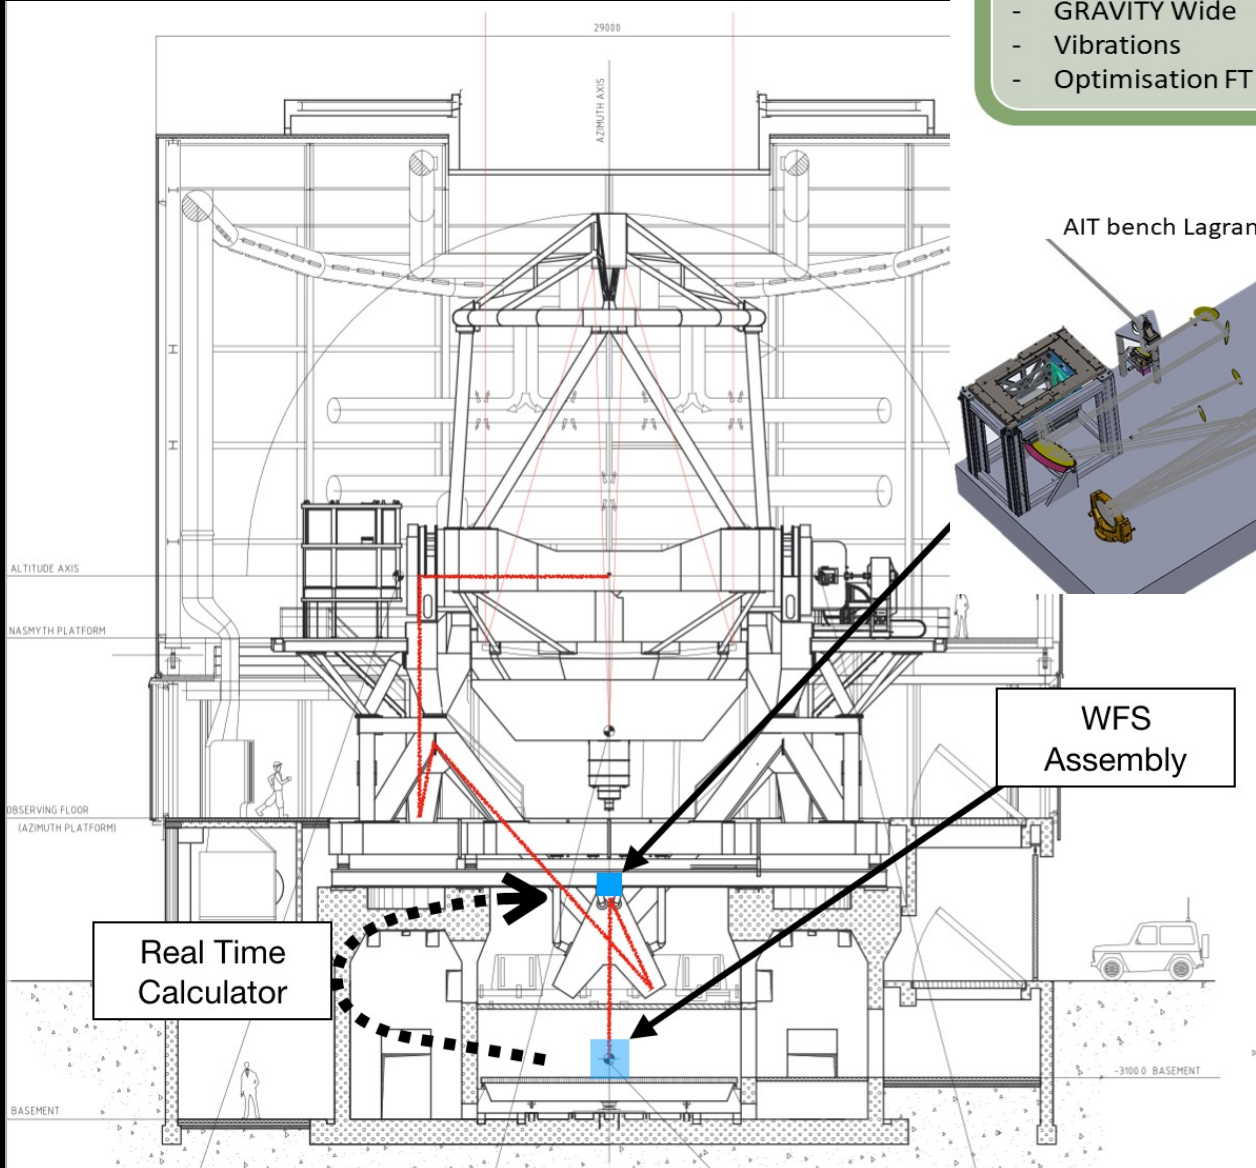 29000
AZIMUTH AXIS
- GRAVITY Wide
- Vibrations
- Optimisation FT
AIT bench Lagran
ALTITUDE AXIS
NASMYTH PLATFORM
WFS
Assembly
OBSERVING FLOOR
(AZIMUTH PLATFORM)
Real Time
Calculator
-3100.0 BASEMENT
BASEMENT